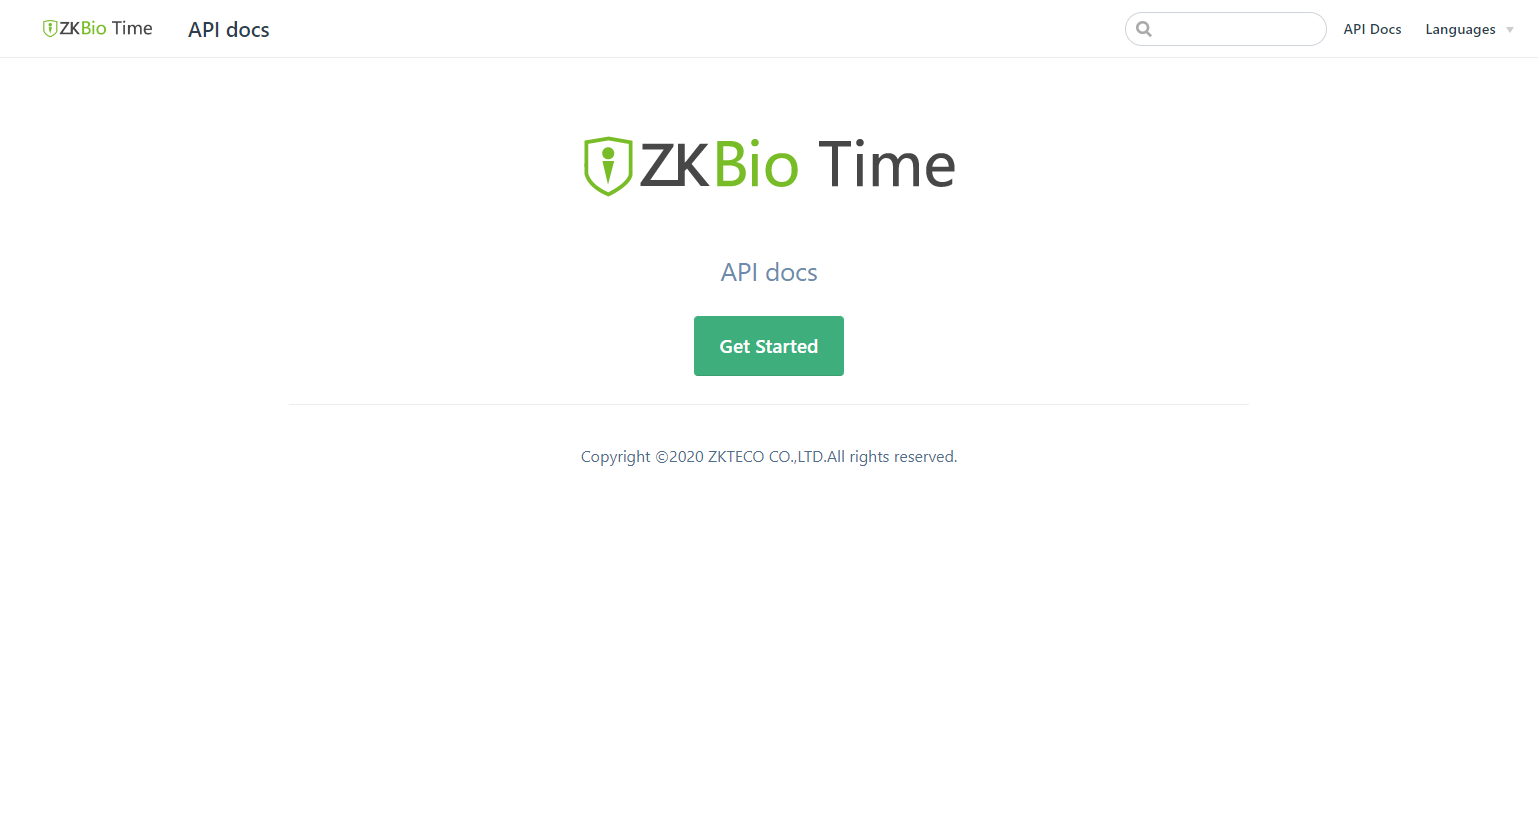 ZKBio Time
API docs
API Docs
Languages
ZKBio Time
API docs
Get Started
Copyright ©2020 ZKTECO CO.,LTD.All rights reserved.